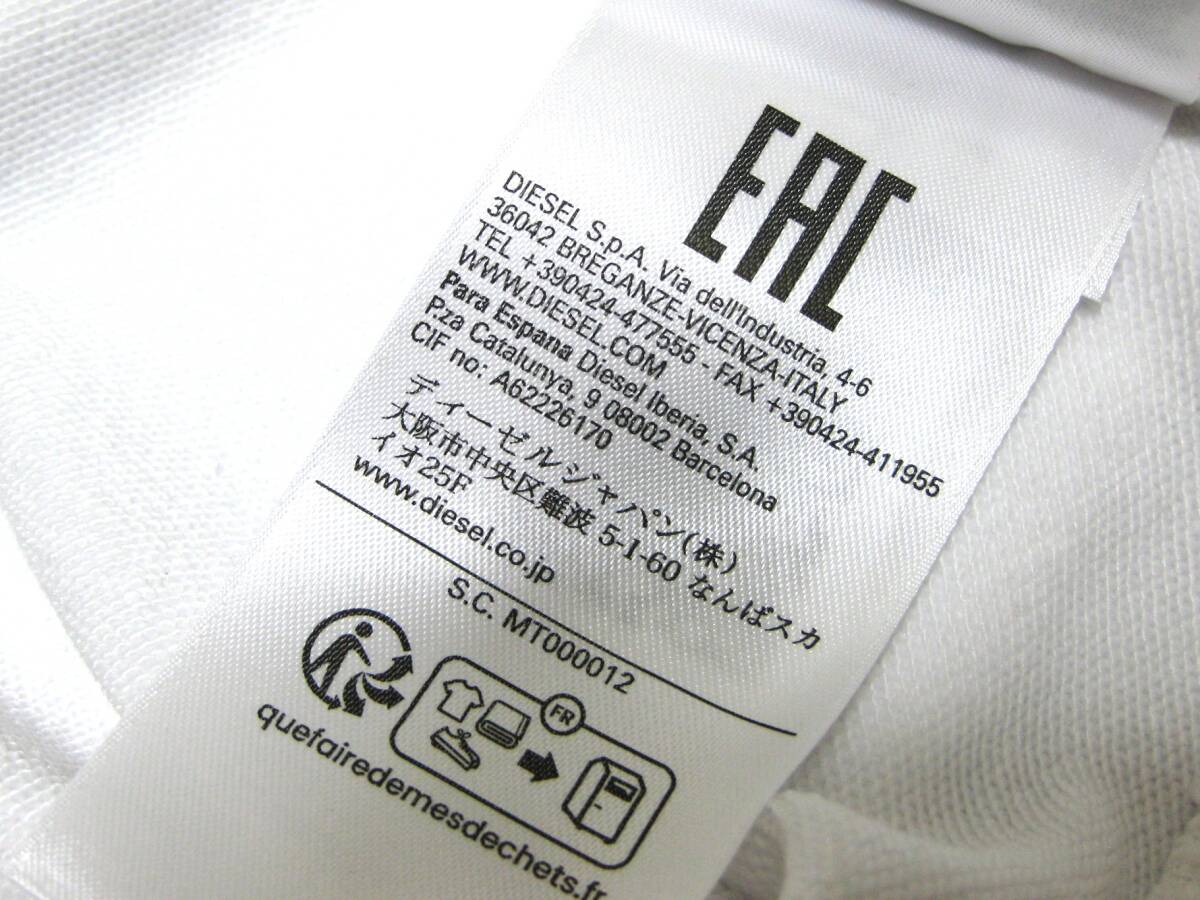 EAC
DIESEL S.p.A. Via dell'Industria, 4-6
36042 BREGANZE-VICENZA-ITALY
TEL +390424-477555 - FAX +390424-411955
WWW.DIESEL.COM
Para Espana Diesel Iberia, S.A.
P.za Catalunya, 9 08002 Barcelona
CIF no: A62226170
ディーゼルジャパン(株)
大阪市中央区難波 5-1-60 なんばスカ
イオ25F
www.diesel.co.jp
S.C. MT000012
FR
quefairedemesdechets.fr